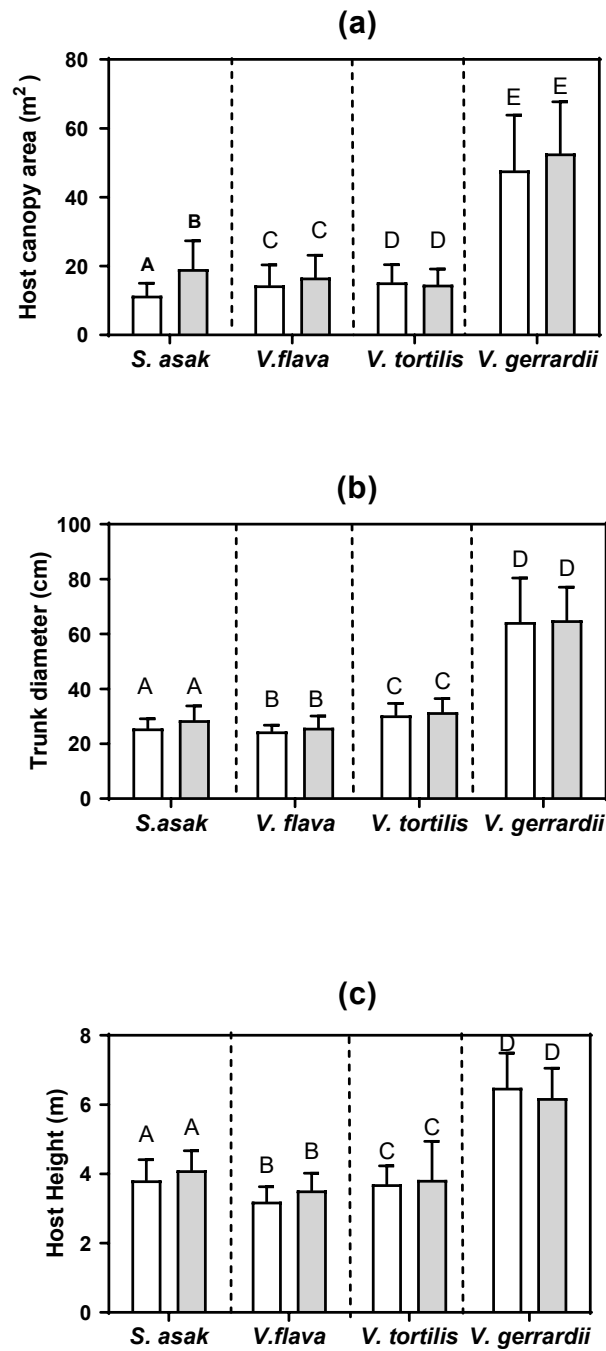 (a)
Host canopy area (m²)
80
60
40
20
0
A
B
C
C
D
D
E
E
S. asak
V.flava
V. tortilis
V. gerrardii
(b)
Trunk diameter (cm)
100
80
60
40
20
0
A
A
B
B
C
C
D
D
S.asak
V. flava
V. tortilis
V. gerrardii
(c)
Host Height (m)
8
6
4
2
0
A
A
B
B
C
C
D
D
S. asak
V.flava
V. tortilis
V. gerrardii